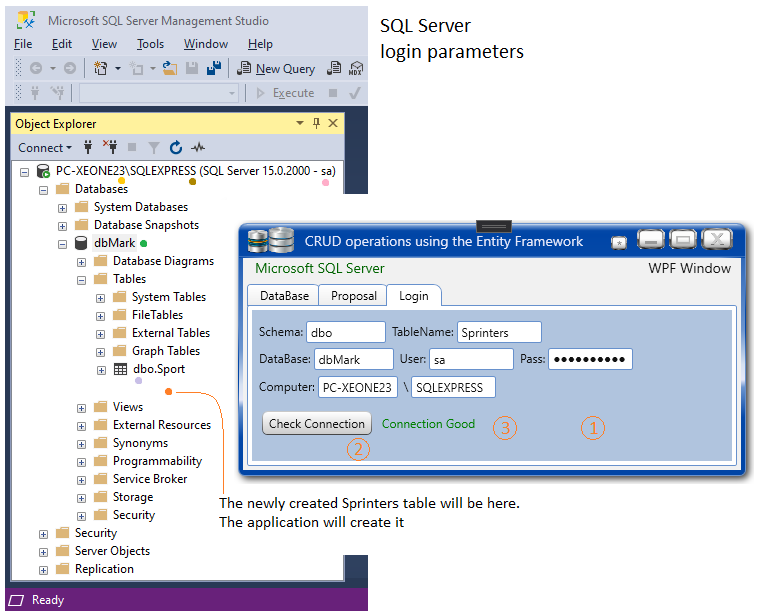 Microsoft SQL Server Management Studio
File Edit View Tools Window Help
New Query MDX
Execute
Object Explorer
Connect
PC-XEONE23\SQLEXPRESS (SQL Server 15.0.2000 - sa)
Databases
System Databases
Database Snapshots
dbMark
Database Diagrams
Tables
System Tables
FileTables
External Tables
Graph Tables
dbo.Sport
Views
External Resources
Synonyms
Programmability
Service Broker
Storage
Security
Security
Server Objects
Replication
Ready
SQL Server
login parameters
CRUD operations using the Entity Framework
Microsoft SQL Server WPF Window
DataBase Proposal Login
Schema: dbo TableName: Sprinters
DataBase: dbMark User: sa Pass: ●●●●●●●●●●
Computer: PC-XEONE23 \ SQLEXPRESS
Check Connection Connection Good 3 1
2
The newly created Sprinters table will be here.
The application will create it